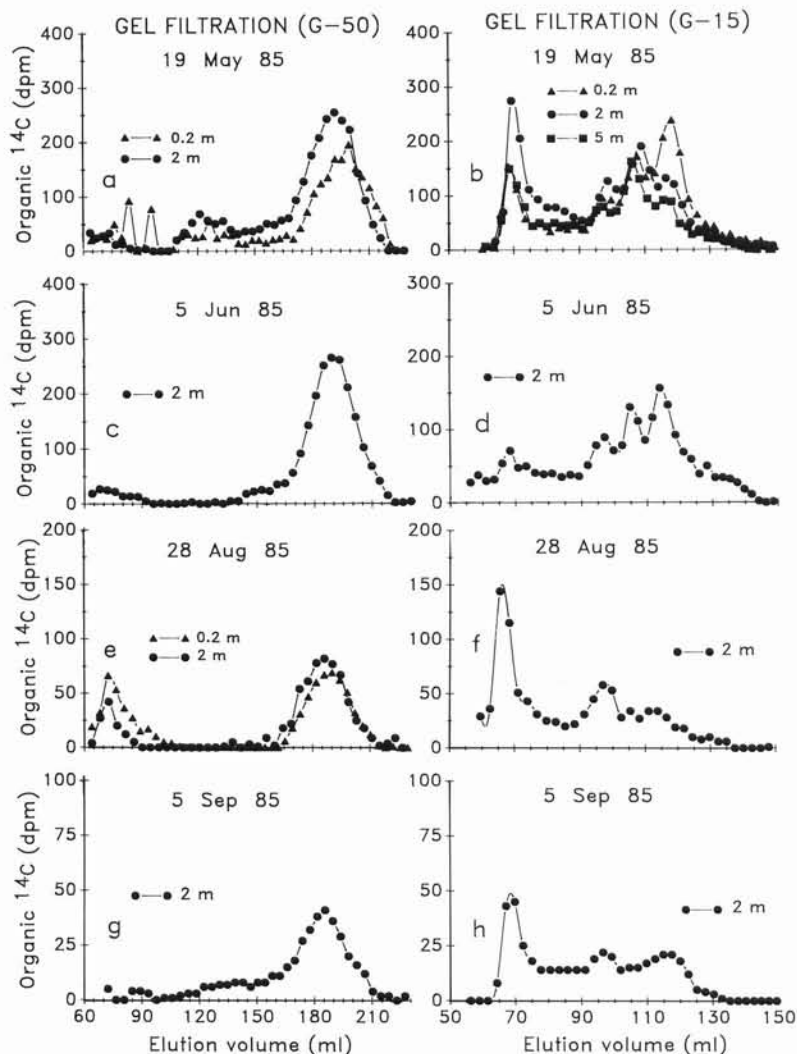 GEL FILTRATION (G-50)
19 May 85
Organic 14C (dpm)
400
300
200
100
0
0.2 m
2 m
a
GEL FILTRATION (G-15)
19 May 85
400
300
200
100
0
0.2 m
2 m
5 m
b
5 Jun 85
Organic 14C (dpm)
400
300
200
100
0
2 m
c
5 Jun 85
300
200
100
0
2 m
d
28 Aug 85
Organic 14C (dpm)
200
150
100
50
0
0.2 m
2 m
e
28 Aug 85
200
150
100
50
0
2 m
f
5 Sep 85
Organic 14C (dpm)
100
75
50
25
0
2 m
g
60 90 120 150 180 210
Elution volume (ml)
5 Sep 85
100
75
50
25
0
2 m
h
50 70 90 110 130 150
Elution volume (ml)